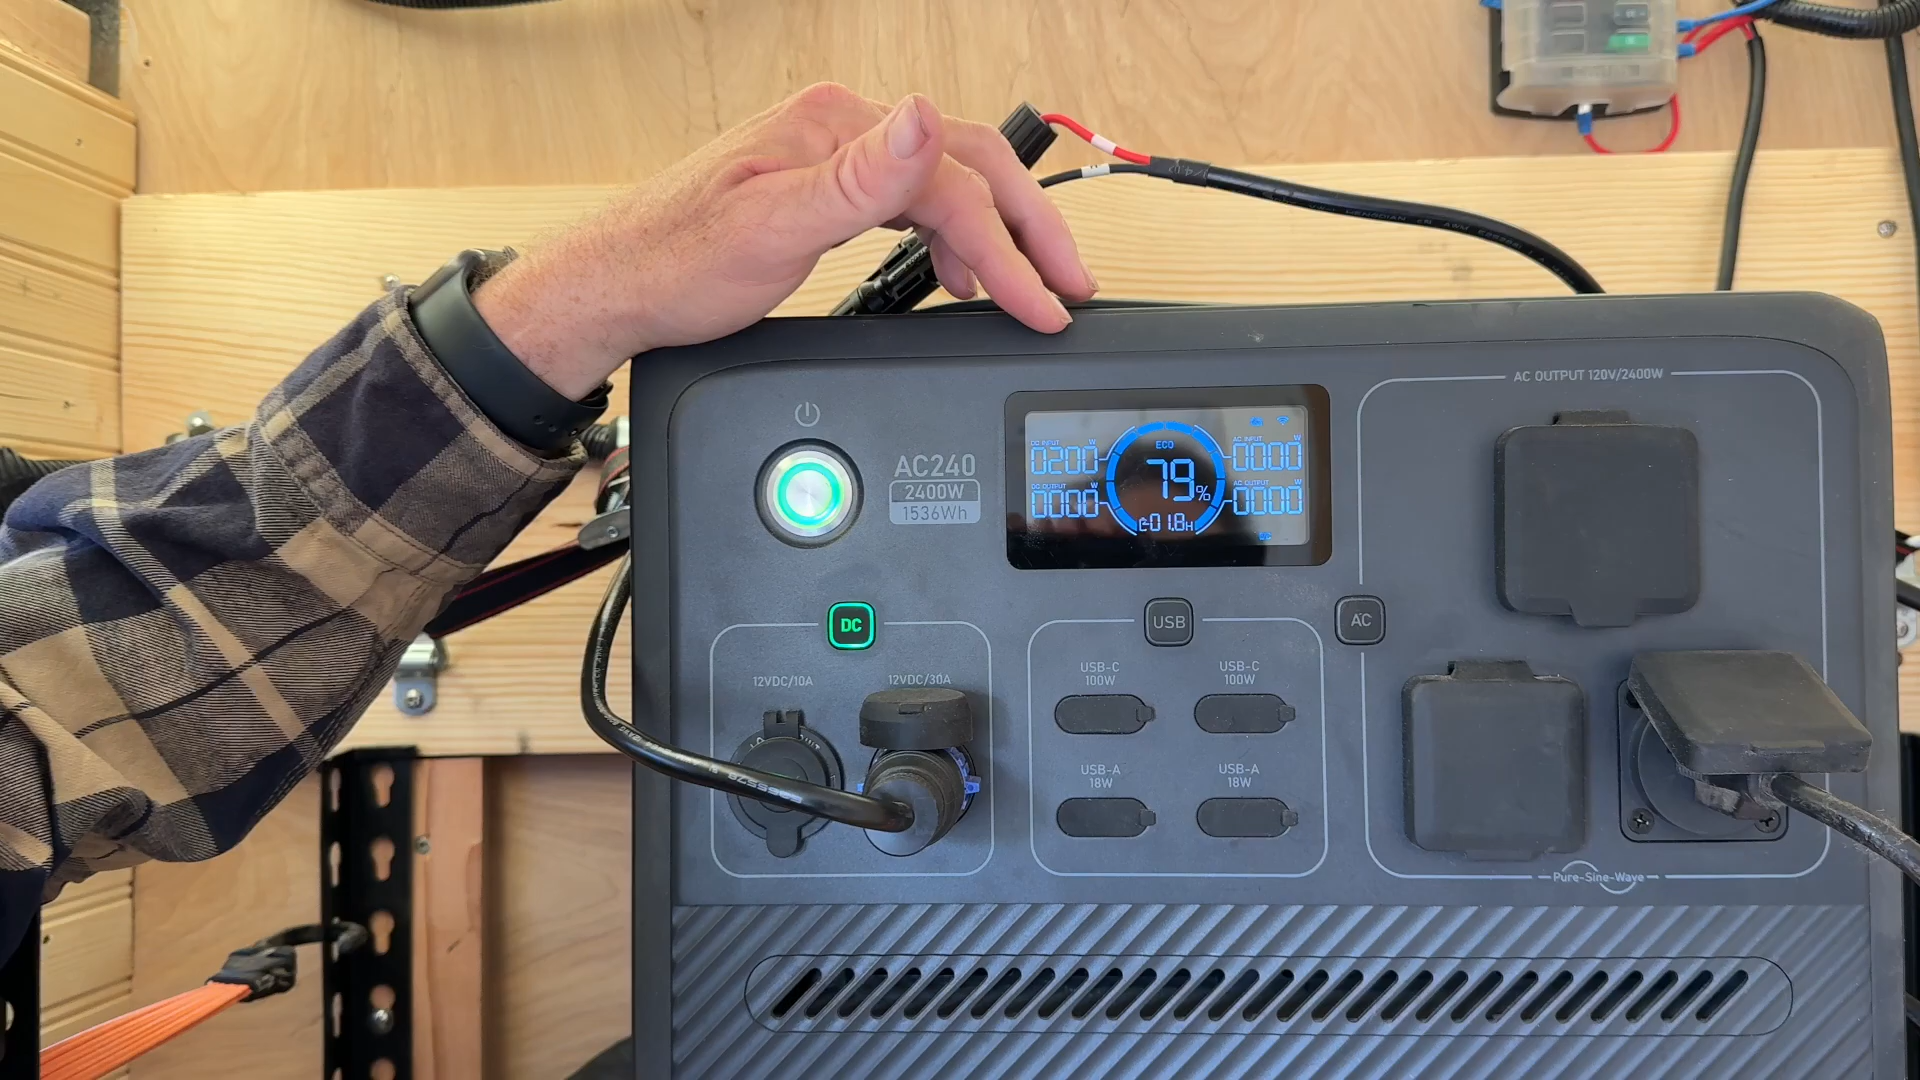 AC OUTPUT 120V/2400W
AC240
2400W
1536Wh
DC INPUT W
0200
DC OUTPUT W
0000
ECO
79%
01.8H
AC INPUT W
0000
AC OUTPUT W
0000
DC
USB
AC
12VDC/10A
12VDC/30A
USB-C
100W
USB-C
100W
USB-A
18W
USB-A
18W
Pure-Sine-Wave